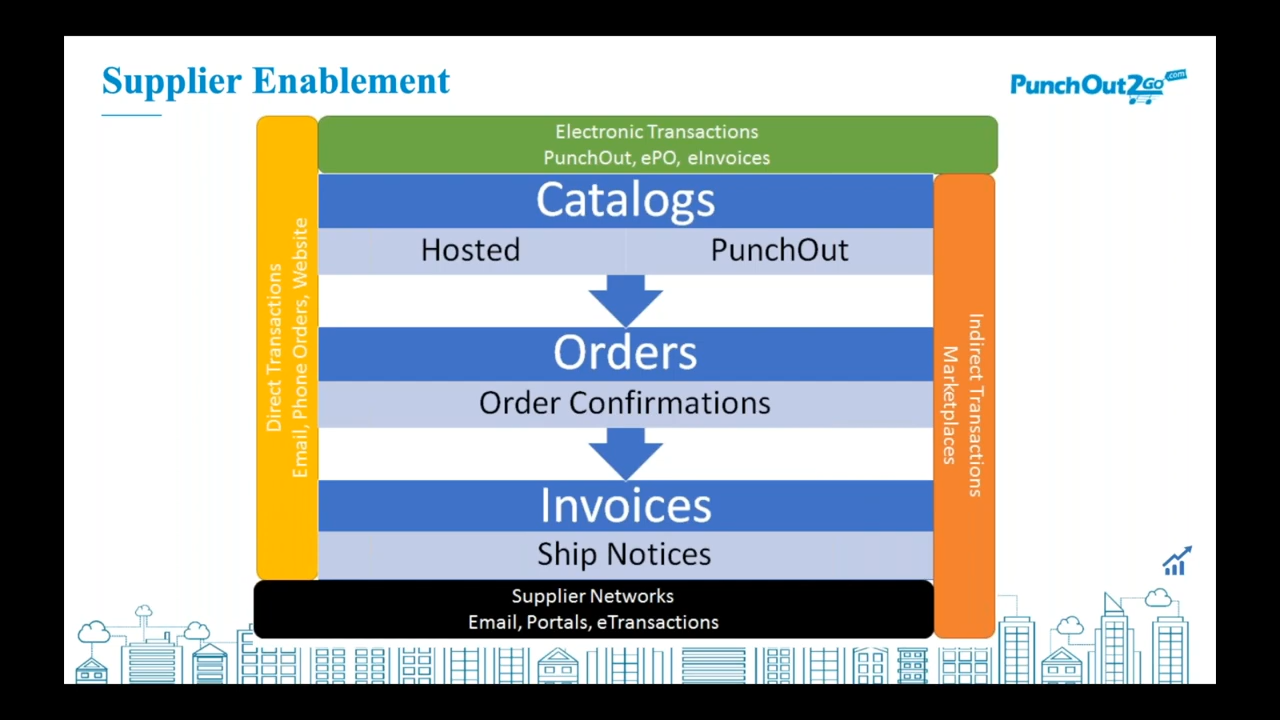 Supplier Enablement
PunchOut2Go.com
Electronic Transactions
PunchOut, ePO, eInvoices
Direct Transactions
Email, Phone Orders, Website
Catalogs
Hosted PunchOut
Orders
Order Confirmations
Invoices
Ship Notices
Indirect Transactions
Marketplaces
Supplier Networks
Email, Portals, eTransactions